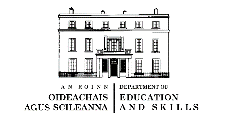 AN ROINN
OIDEACHAIS
AGUS SCILEANNA
DEPARTMENT OF
EDUCATION
AND SKILLS